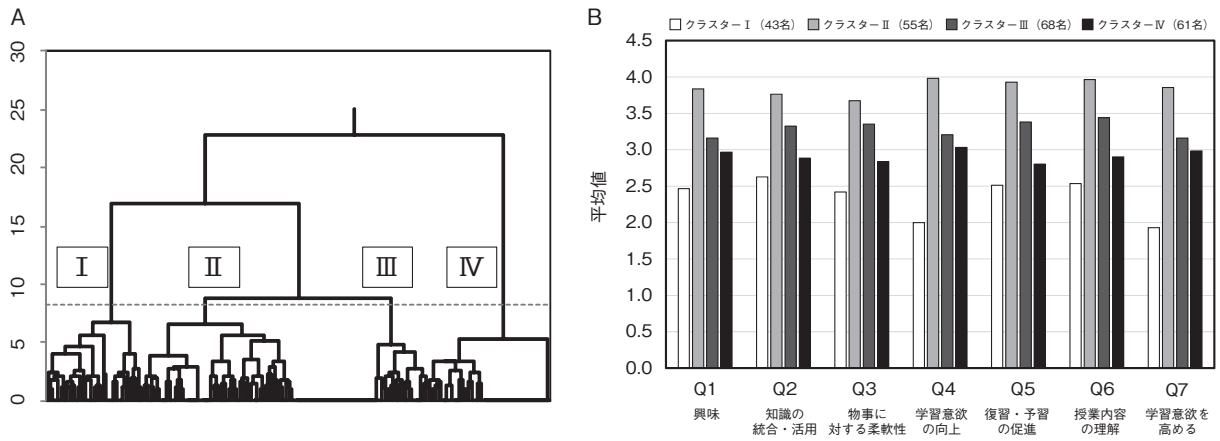 A
30
25
20
15
10
5
0
Ⅰ
Ⅱ
Ⅲ
Ⅳ
B
クラスターⅠ（43名）
クラスターⅡ（55名）
クラスターⅢ（68名）
クラスターⅣ（61名）
平均値
4.5
4.0
3.5
3.0
2.5
2.0
1.5
1.0
0.5
0.0
Q1
興味
Q2
知識の
統合・活用
Q3
物事に
対する柔軟性
Q4
学習意欲
の向上
Q5
復習・予習
の促進
Q6
授業内容
の理解
Q7
学習意欲を
高める